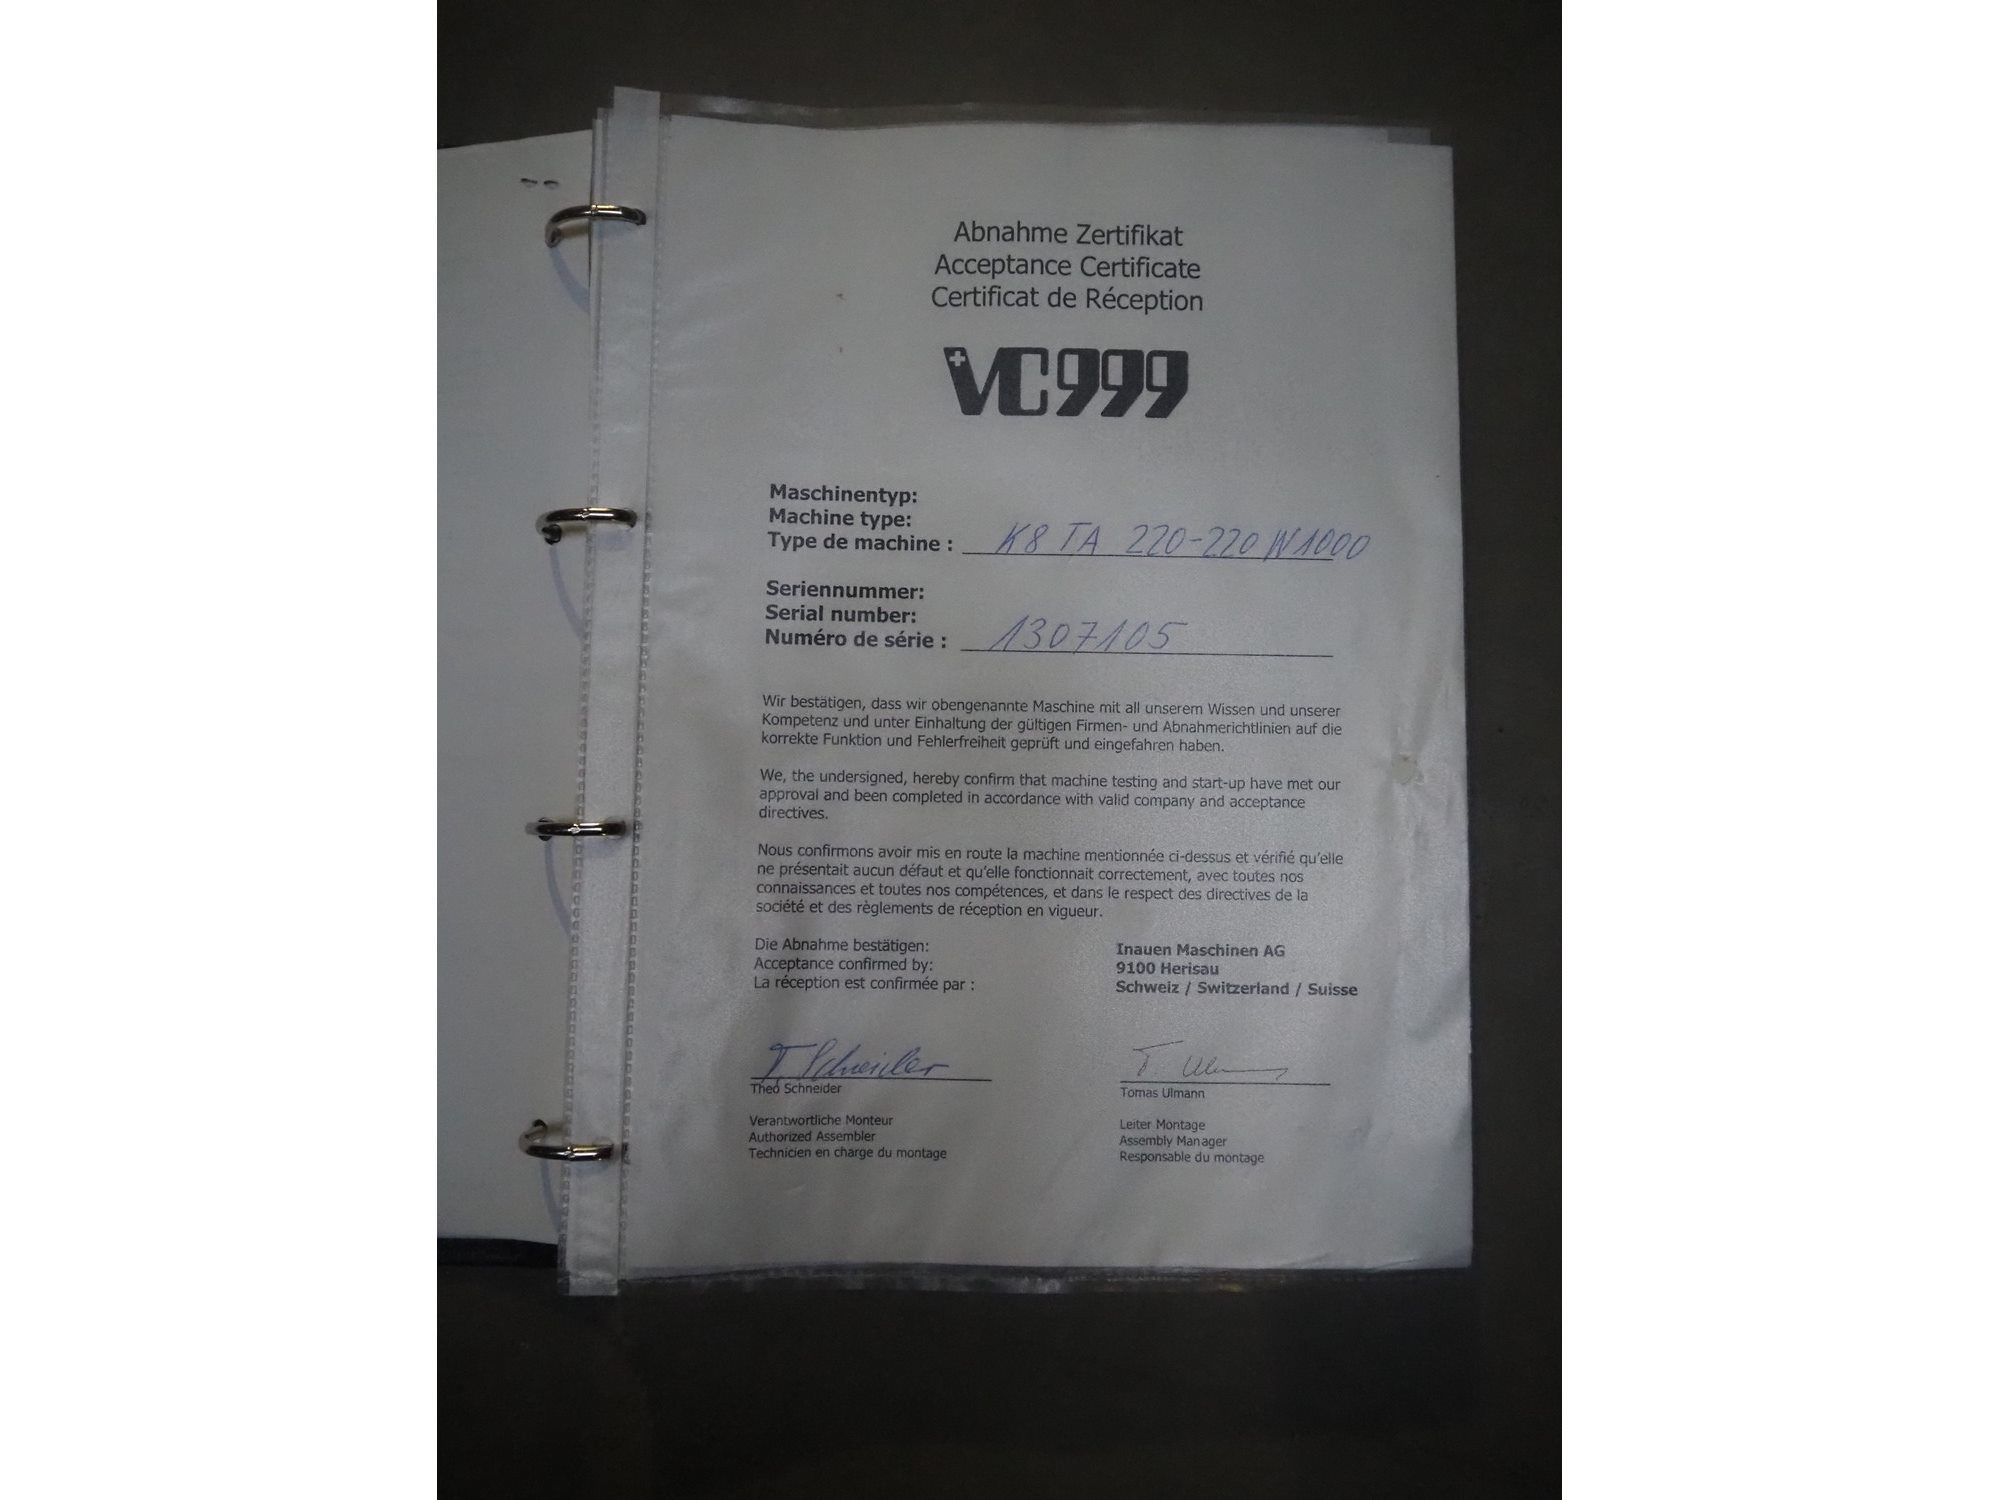 Abnahme Zertifikat
Acceptance Certificate
Certificat de Réception
VC999
Maschinentyp:
Machine type:
Type de machine : K8 TA 220-220 W1000
Seriennummer:
Serial number:
Numéro de série : 1307105
Wir bestätigen, dass wir obengenannte Maschine mit all unserem Wissen und unserer
Kompetenz und unter Einhaltung der gültigen Firmen- und Abnahmerichtlinien auf die
korrekte Funktion und Fehlerfreiheit geprüft und eingefahren haben.
We, the undersigned, hereby confirm that machine testing and start-up have met our
approval and been completed in accordance with valid company and acceptance
directives.
Nous confirmons avoir mis en route la machine mentionnée ci-dessus et vérifié qu'elle
ne présentait aucun défaut et qu'elle fonctionnait correctement, avec toutes nos
connaissances et toutes nos compétences, et dans le respect des directives de la
société et des règlements de réception en vigueur.
Die Abnahme bestätigen:
Acceptance confirmed by:
La réception est confirmée par :
Inauen Maschinen AG
9100 Herisau
Schweiz / Switzerland / Suisse
T Schneider
Theo Schneider
Verantwortliche Monteur
Authorized Assembler
Technicien en charge du montage
T. Ulmann
Tomas Ulmann
Leiter Montage
Assembly Manager
Responsable du montage